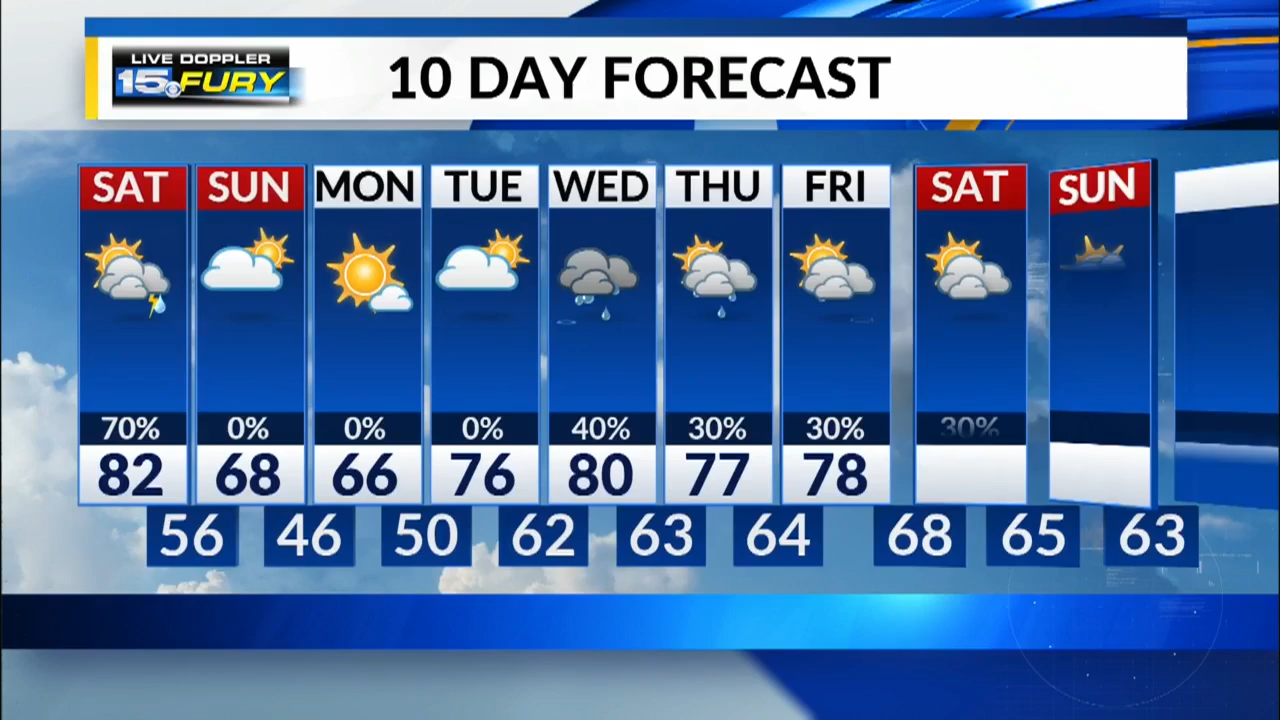 LIVE DOPPLER
15 FURY
10 DAY FORECAST
SAT SUN MON TUE WED THU FRI SAT SUN
70% 0% 0% 0% 40% 30% 30% 30%
82 68 66 76 80 77 78
56 46 50 62 63 64 68 65 63